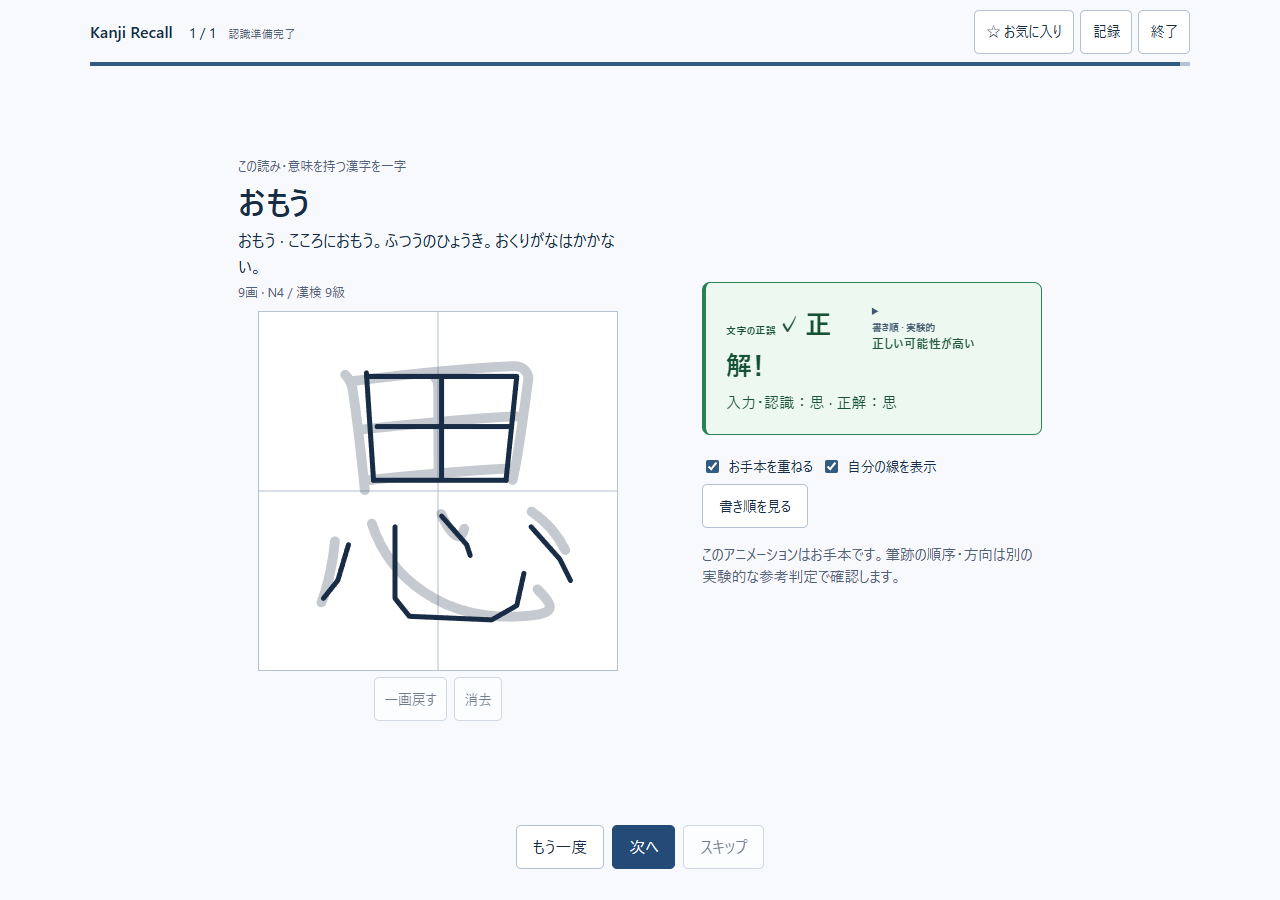 Kanji Recall 1 / 1 認識準備完了 ☆ お気に入り 記録 終了
この読み・意味を持つ漢字を一字
おもう
おもう · こころにおもう。ふつうのひょうき。おくりがなはかかな
い。
9画 · N4 / 漢検 9級
思
一画戻す 消去
文字の正誤 ✓ 正
解！
入力・認識：思 · 正解：思
▶
書き順 · 実験的
正しい可能性が高い
お手本を重ねる 自分の線を表示
書き順を見る
このアニメーションはお手本です。筆跡の順序・方向は別の
実験的な参考判定で確認します。
もう一度 次へ スキップ